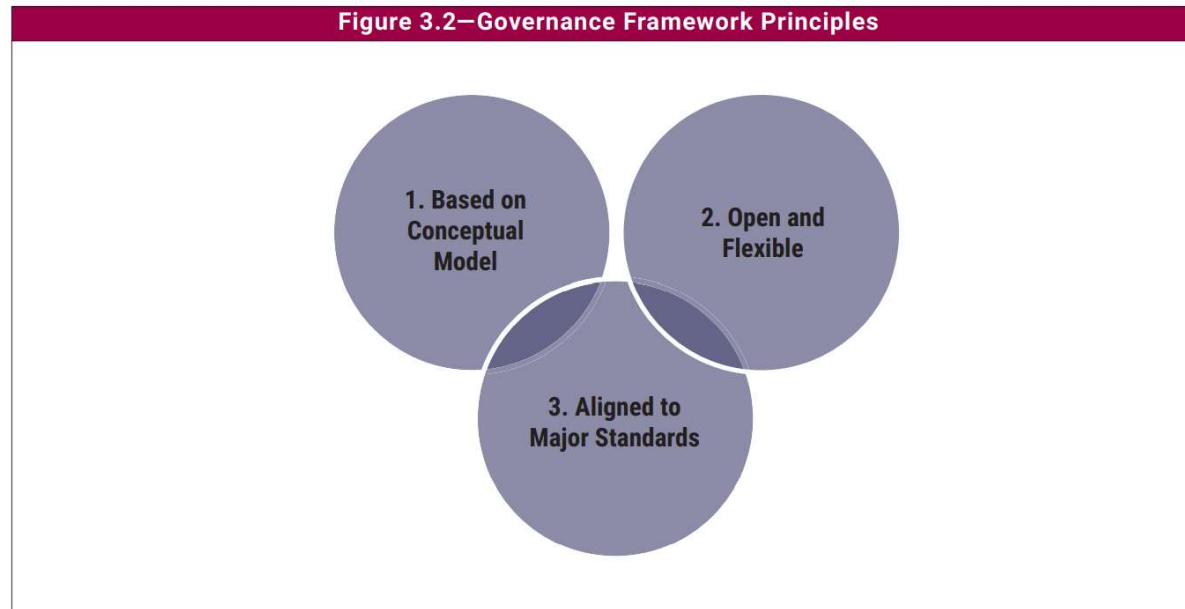 Figure 3.2—Governance Framework Principles
1. Based on
Conceptual
Model
2. Open and
Flexible
3. Aligned to
Major Standards